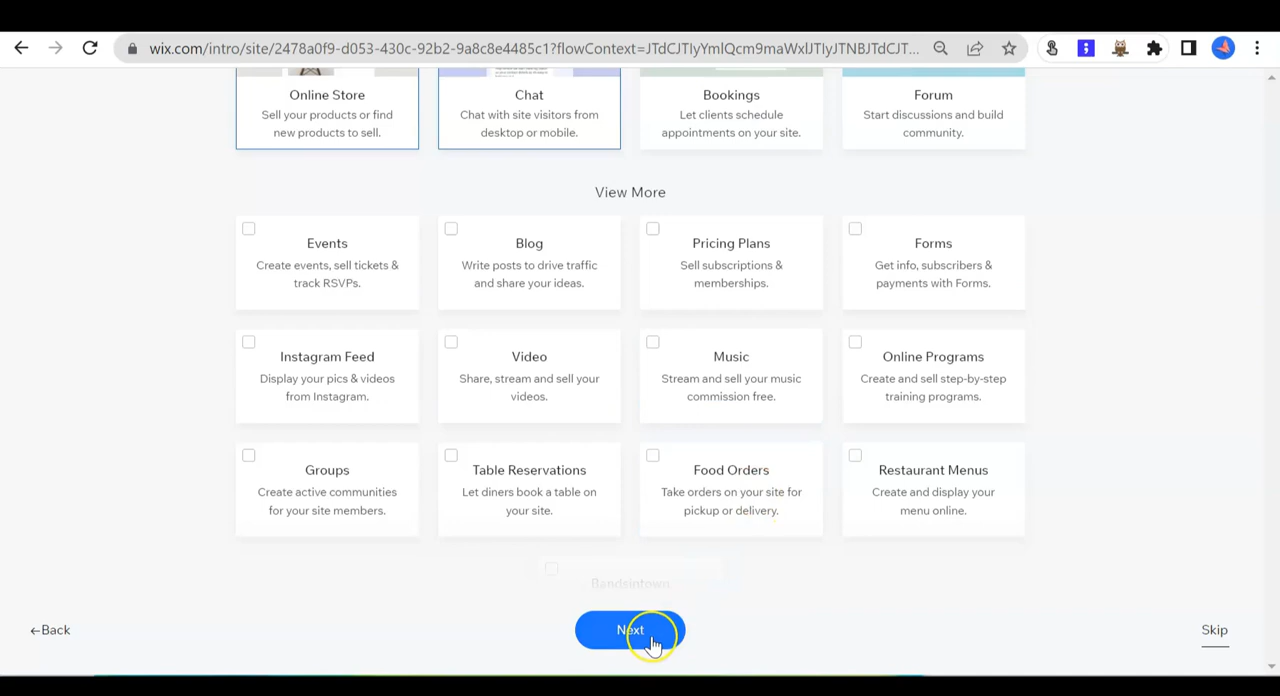 wix.com/intro/site/2478a0f9-d053-430c-92b2-9a8c8e4485c1?flowContext=JTdCJTIyYmlQcm9maWxlJTIyJTNBJTdCJT...
Online Store
Sell your products or find
new products to sell.
Chat
Chat with site visitors from
desktop or mobile.
Bookings
Let clients schedule
appointments on your site.
Forum
Start discussions and build
community.
View More
Events
Create events, sell tickets &
track RSVPs.
Blog
Write posts to drive traffic
and share your ideas.
Pricing Plans
Sell subscriptions &
memberships.
Forms
Get info, subscribers &
payments with Forms.
Instagram Feed
Display your pics & videos
from Instagram.
Video
Share, stream and sell your
videos.
Music
Stream and sell your music
commission free.
Online Programs
Create and sell step-by-step
training programs.
Groups
Create active communities
for your site members.
Table Reservations
Let diners book a table on
your site.
Food Orders
Take orders on your site for
pickup or delivery.
Restaurant Menus
Create and display your
menu online.
Bandsintown
←Back
Next
Skip